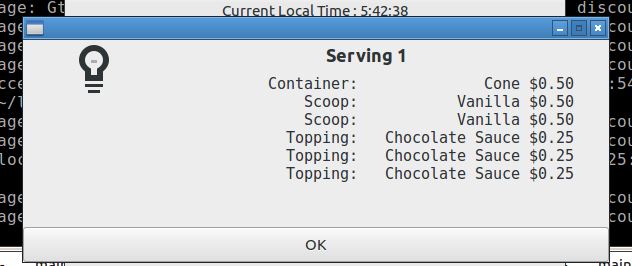 Current Local Time : 5:42:38
Serving 1
Container: Cone $0.50
Scoop: Vanilla $0.50
Scoop: Vanilla $0.50
Topping: Chocolate Sauce $0.25
Topping: Chocolate Sauce $0.25
Topping: Chocolate Sauce $0.25
OK